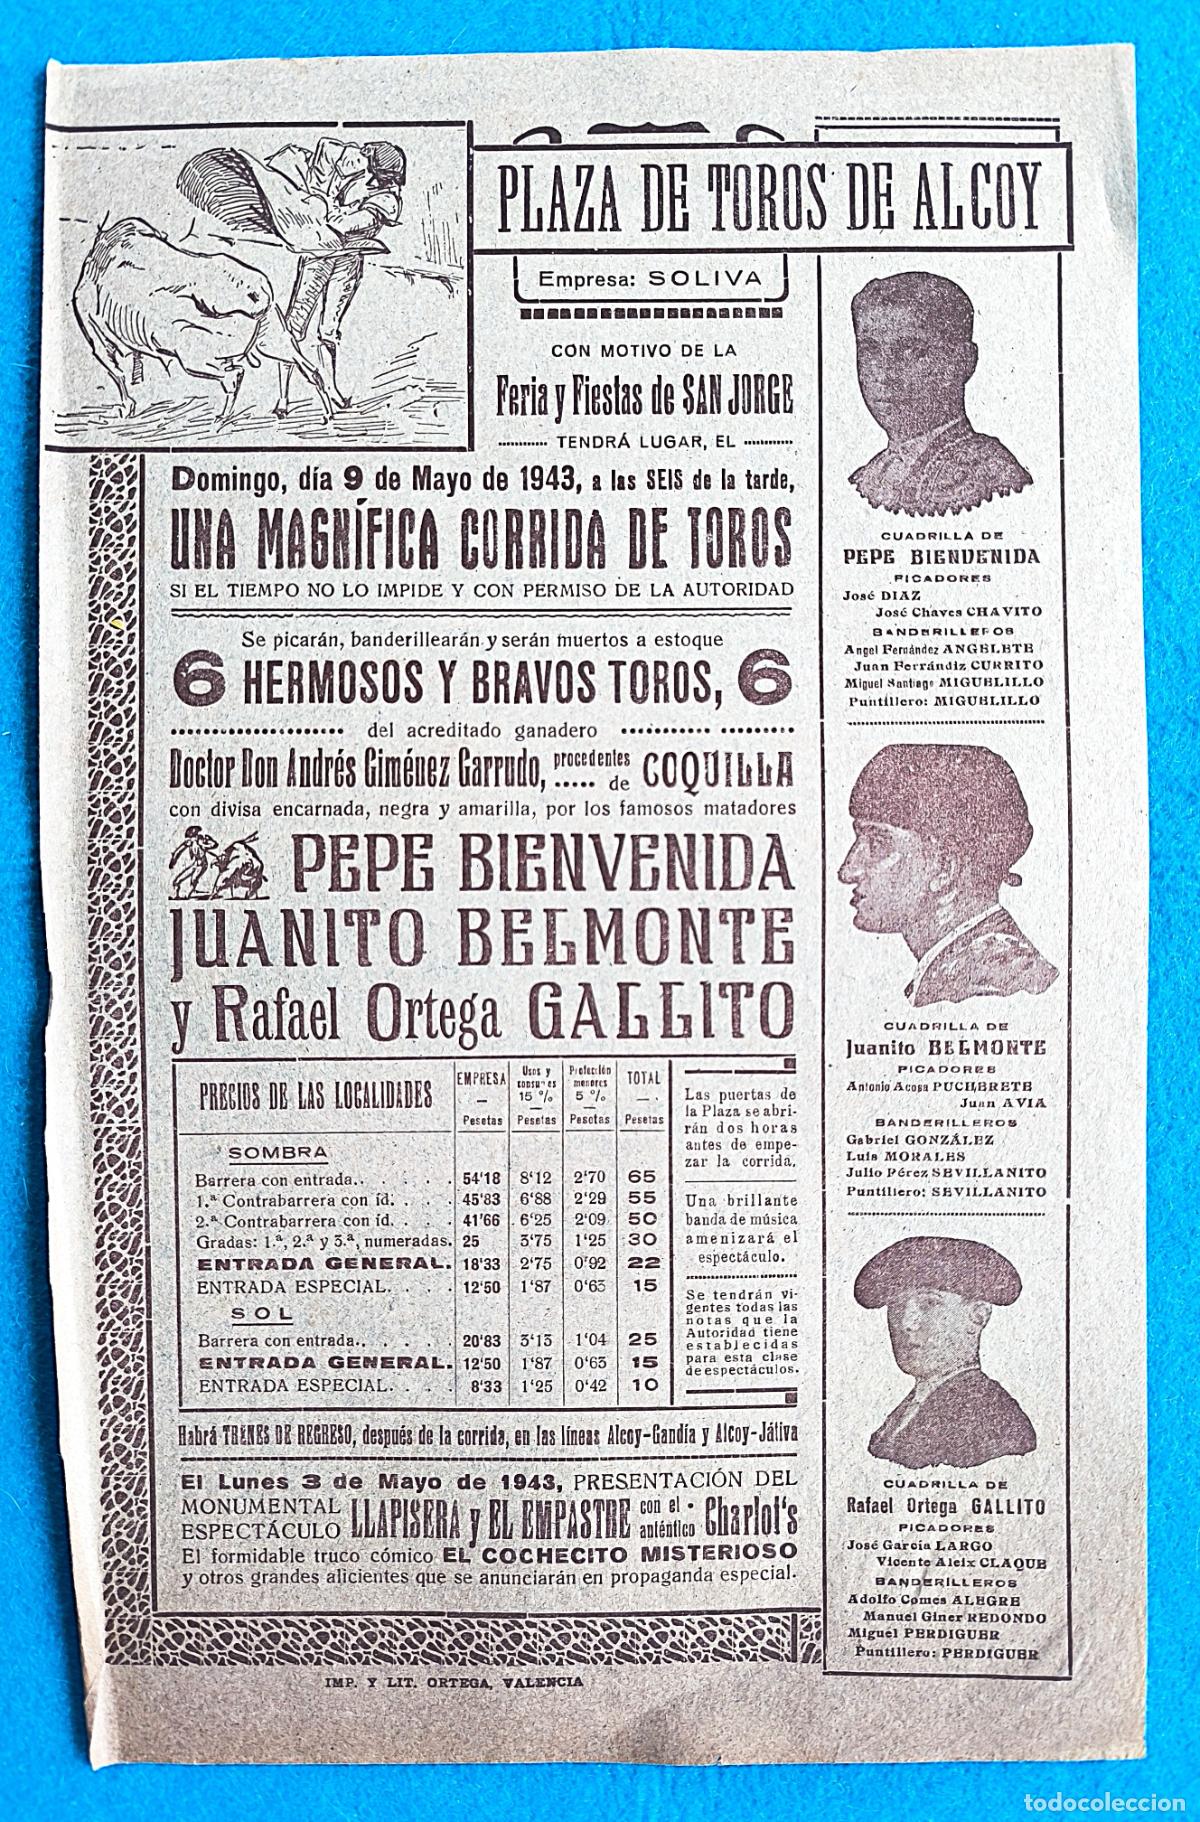 PLAZA DE TOROS DE ALCOY
Empresa: SOLIVA
CON MOTIVO DE LA
Feria y Fiestas de SAN JORGE
TENDRÁ LUGAR, EL
Domingo, día 9 de Mayo de 1943, a las SEIS de la tarde,
UNA MAGNÍFICA CORRIDA DE TOROS
SI EL TIEMPO NO LO IMPIDE Y CON PERMISO DE LA AUTORIDAD
Se picarán, banderillearán y serán muertos a estoque
6 HERMOSOS Y BRAVOS TOROS, 6
del acreditado ganadero
Doctor Don Andrés Giménez Garrudo, procedentes de COQUILLA
con divisa encarnada, negra y amarilla, por los famosos matadores
PEPE BIENVENIDA
JUANITO BELMONTE
y Rafael Ortega GALLITO
PRECIOS DE LAS LOCALIDADES EMPRESA — Pesetas Usos y consumes 15 % — Pesetas Protección menores 5 % — Pesetas TOTAL — Pesetas
SOMBRA
Barrera con entrada. . . . . . 54'18 8'12 2'70 65
1.ª Contrabarrera con íd. . . . 45'83 6'88 2'29 55
2.ª Contrabarrera con íd. . . . 41'66 6'25 2'09 50
Gradas: 1.ª, 2.ª y 3.ª, numeradas. 25 3'75 1'25 30
ENTRADA GENERAL. 18'33 2'75 0'92 22
ENTRADA ESPECIAL. . . . 12'50 1'87 0'63 15
SOL
Barrera con entrada. . . . . . 20'83 3'13 1'04 25
ENTRADA GENERAL. 12'50 1'87 0'63 15
ENTRADA ESPECIAL. . . . 8'33 1'25 0'42 10
Las puertas de
la Plaza se abri-
rán dos horas
antes de empe-
zar la corrida.
Una brillante
banda de música
amenizará el
espectáculo.
Se tendrán vi-
gentes todas las
notas que la
Autoridad tiene
establecidas
para esta clase
de espectáculos.
Habrá TRENES DE REGRESO, después de la corrida, en las líneas Alcoy-Gandía y Alcoy-Játiva
El Lunes 3 de Mayo de 1943, PRESENTACIÓN DEL
MONUMENTAL ESPECTÁCULO LLAPISERA y EL EMPASTRE con el auténtico Charlot's
El formidable truco cómico EL COCHECITO MISTERIOSO
y otros grandes alicientes que se anunciarán en propaganda especial.
CUADRILLA DE
PEPE BIENVENIDA
PICADORES
José DIAZ
José Chaves CHAVITO
BANDERILLEROS
Angel Fernández ANGELETE
Juan Ferrándiz CURRITO
Miguel Santiago MIGUELILLO
Puntillero: MIGUELILLO
CUADRILLA DE
Juanito BELMONTE
PICADORES
Antonio Acosa PUCHERETE
Juan AVIA
BANDERILLEROS
Gabriel GONZÁLEZ
Luis MORALES
Julio Pérez SEVILLANITO
Puntillero: SEVILLANITO
CUADRILLA DE
Rafael Ortega GALLITO
PICADORES
José García LARGO
Vicente Aleix CLAQUE
BANDERILLEROS
Adolfo Comes ALEGRE
Manuel Giner REDONDO
Miguel PERDIGUER
Puntillero: PERDIGUER
IMP. Y LIT. ORTEGA, VALENCIA
todocoleccion